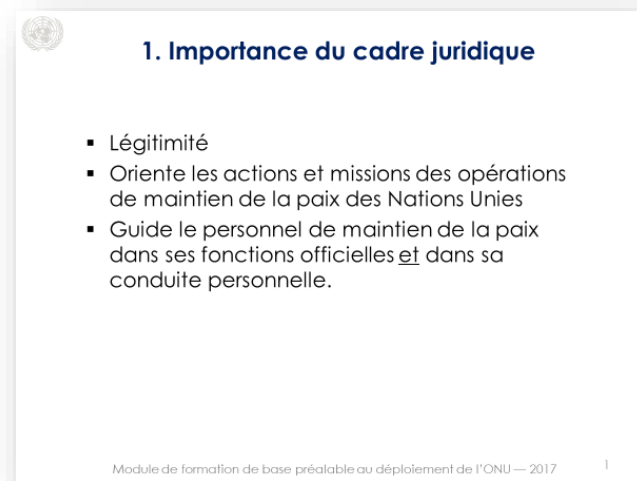 1. Importance du cadre juridique
▪ Légitimité
▪ Oriente les actions et missions des opérations
de maintien de la paix des Nations Unies
▪ Guide le personnel de maintien de la paix
dans ses fonctions officielles et dans sa
conduite personnelle.
Module de formation de base préalable au déploiement de l'ONU — 2017
1